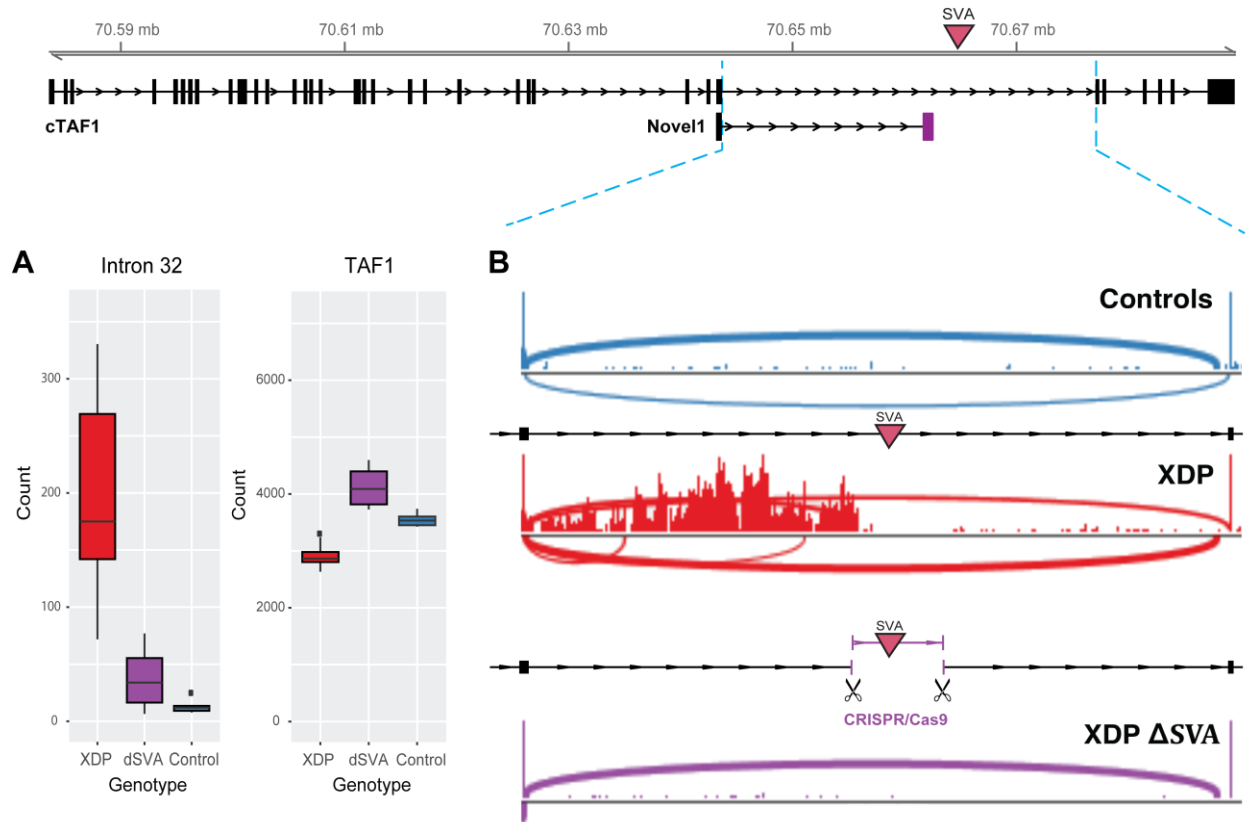 SVA
70.59 mb 70.61 mb 70.63 mb 70.65 mb 70.67 mb
cTAF1
Novel1
A
Intron 32
TAF1
Count
300
200
100
0
XDP dSVA Control
Genotype
Count
6000
4000
2000
0
XDP dSVA Control
Genotype
B
Controls
SVA
XDP
SVA
CRISPR/Cas9
XDP ΔSVA